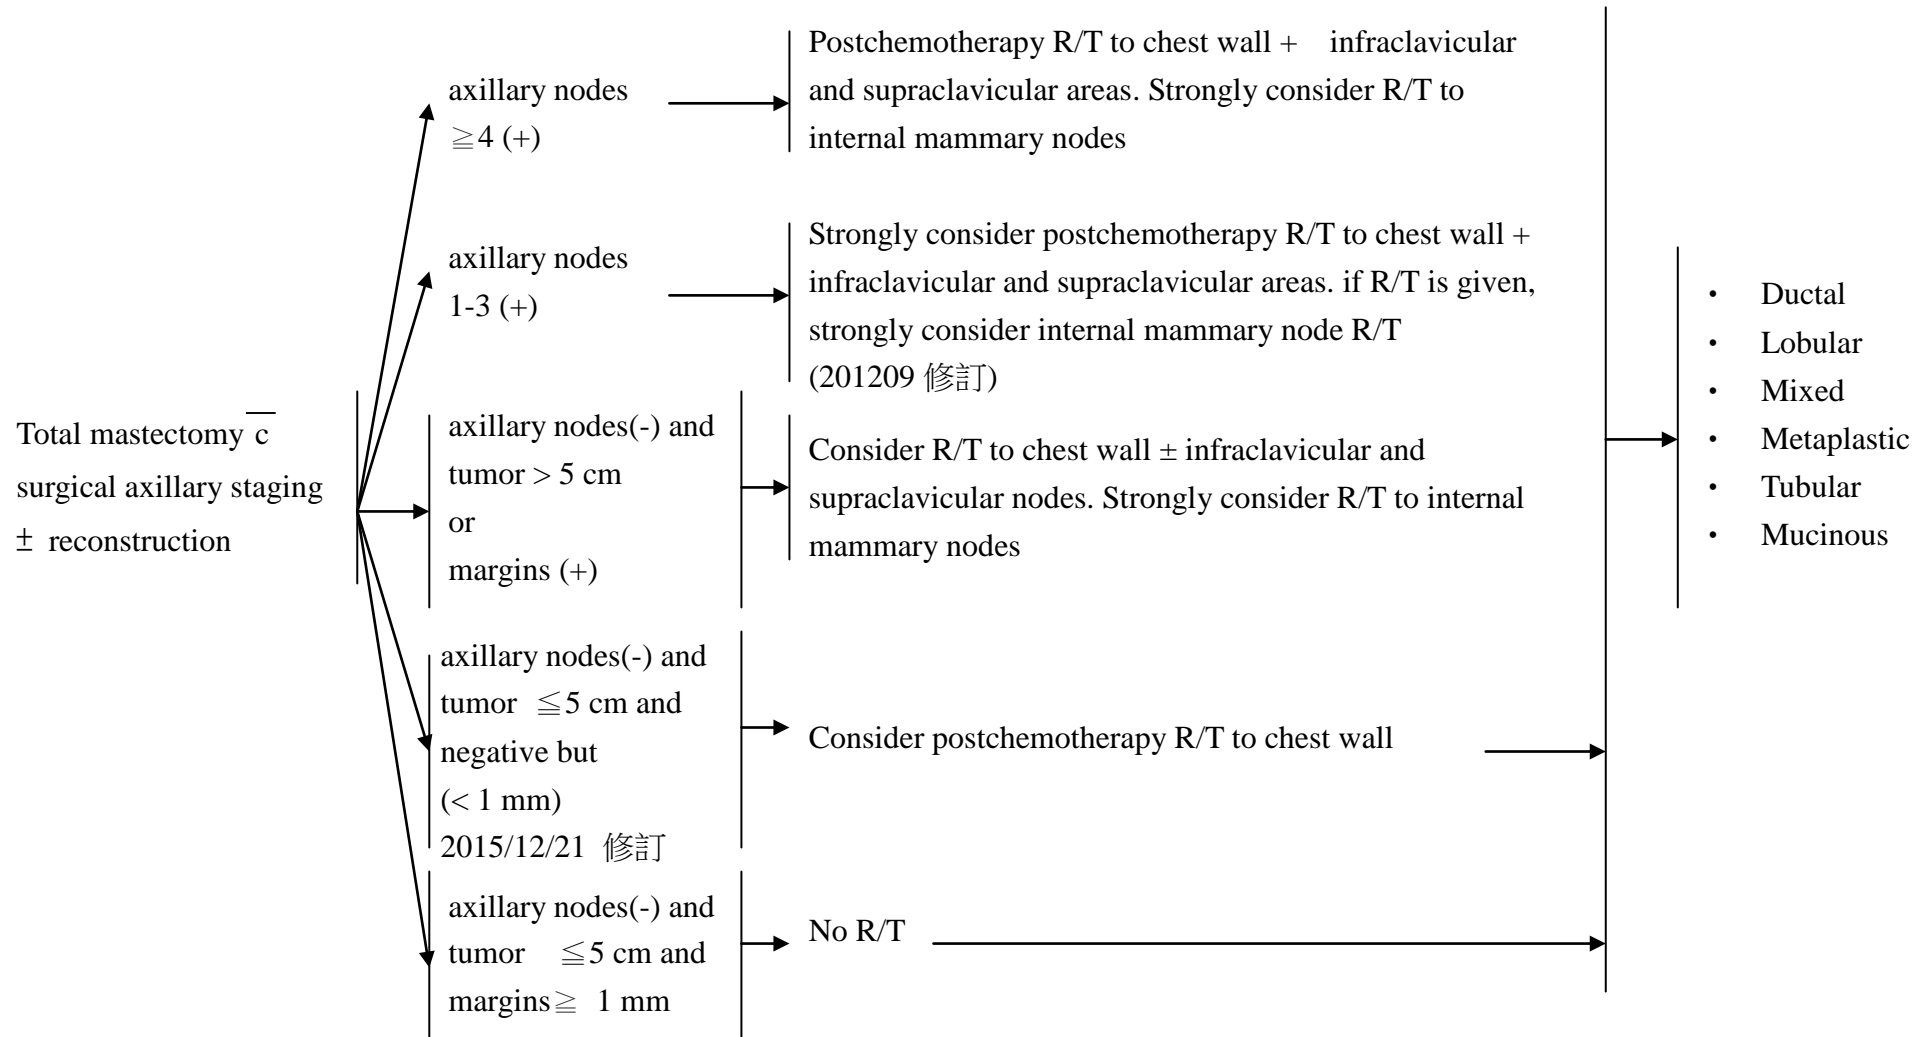 Total mastectomy c̅
surgical axillary staging
± reconstruction
axillary nodes
≧4 (+)
Postchemotherapy R/T to chest wall + infraclavicular
and supraclavicular areas. Strongly consider R/T to
internal mammary nodes
axillary nodes
1-3 (+)
Strongly consider postchemotherapy R/T to chest wall +
infraclavicular and supraclavicular areas. if R/T is given,
strongly consider internal mammary node R/T
(201209 修訂)
axillary nodes(-) and
tumor > 5 cm
or
margins (+)
Consider R/T to chest wall ± infraclavicular and
supraclavicular nodes. Strongly consider R/T to internal
mammary nodes
axillary nodes(-) and
tumor ≦5 cm and
negative but
(< 1 mm)
2015/12/21 修訂
Consider postchemotherapy R/T to chest wall
axillary nodes(-) and
tumor ≦5 cm and
margins≧ 1 mm
No R/T
・ Ductal
・ Lobular
・ Mixed
・ Metaplastic
・ Tubular
・ Mucinous